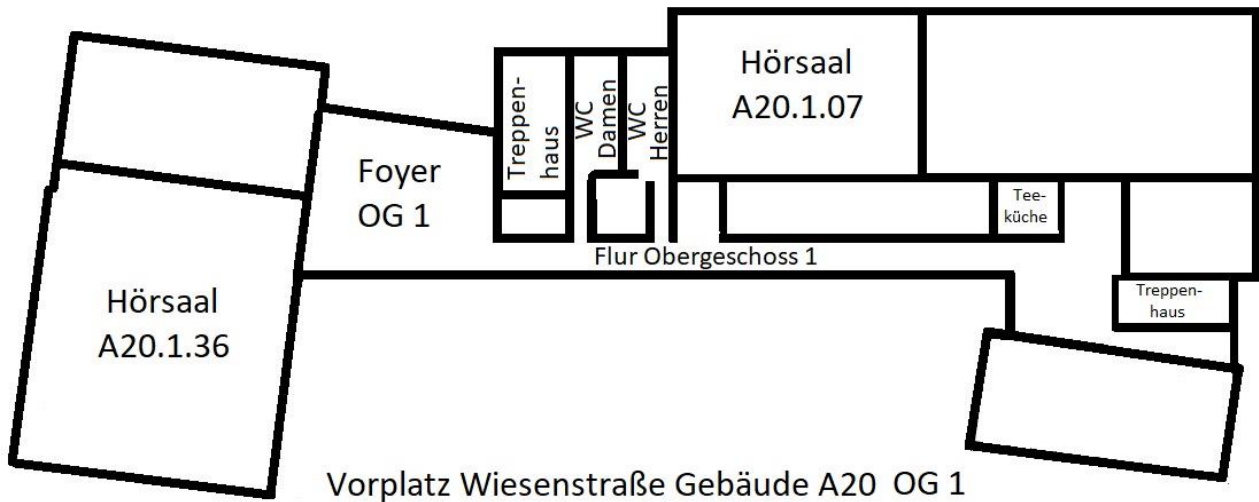 Hörsaal
A20.1.07
Treppen-
haus
WC
Damen
WC
Herren
Foyer
OG 1
Tee-
küche
Flur Obergeschoss 1
Hörsaal
A20.1.36
Treppen-
haus
Vorplatz Wiesenstraße Gebäude A20 OG 1